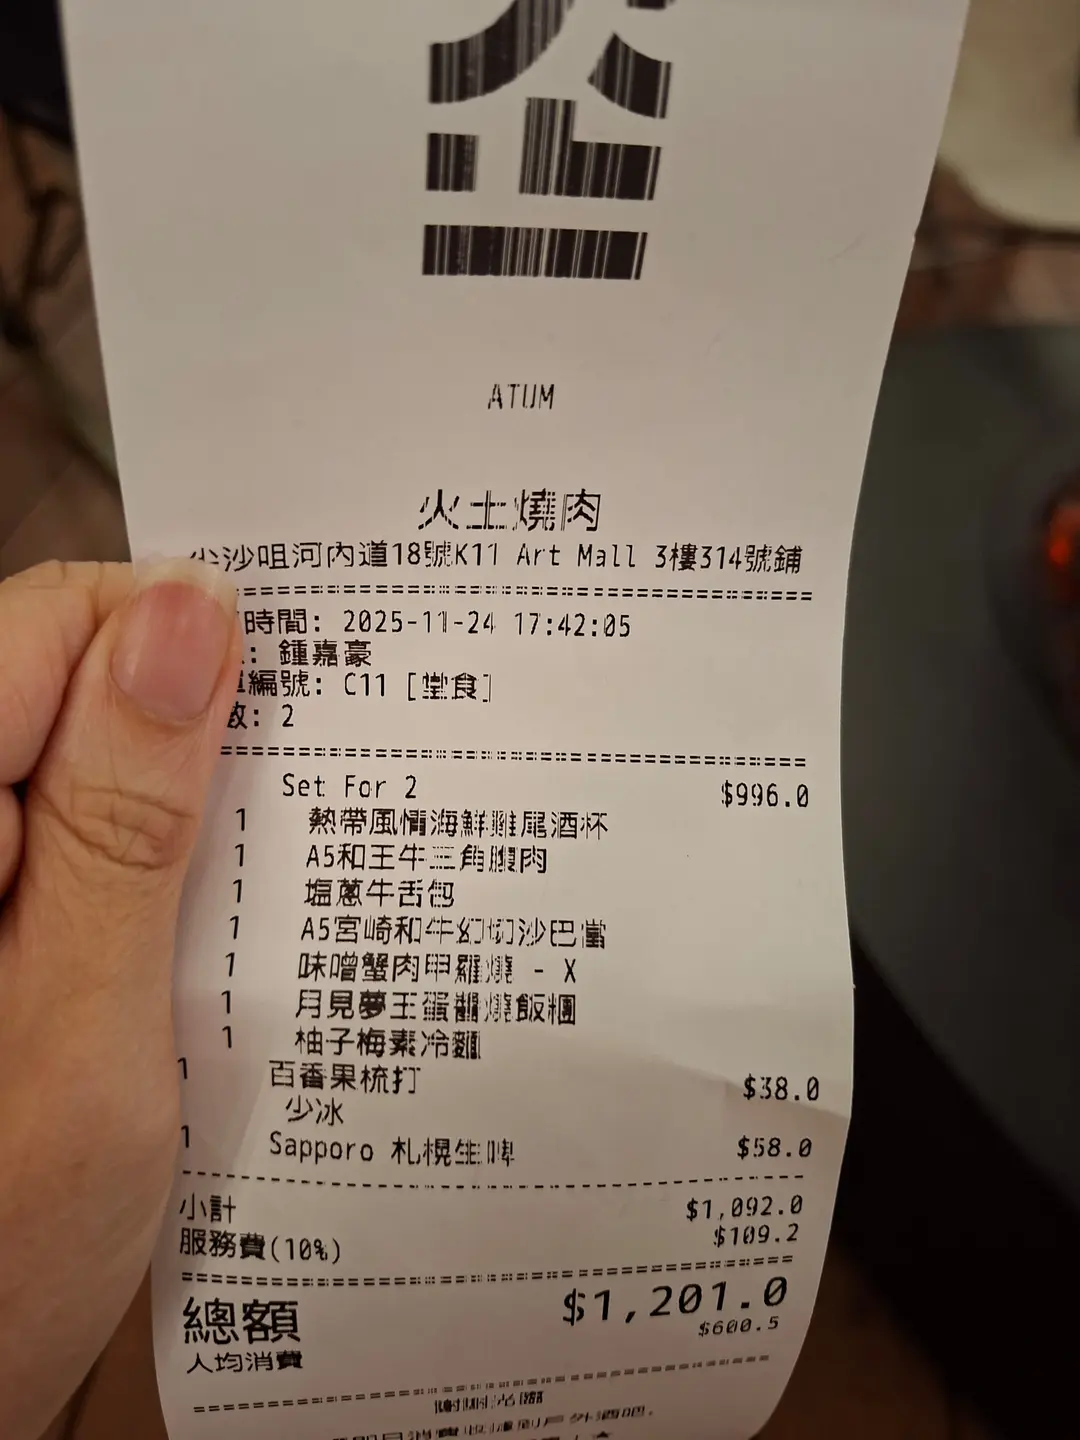 ATUM
火土燒肉
尖沙咀河內道18號K11 Art Mall 3樓314號鋪
時間: 2025-11-24 17:42:05
: 鍾嘉豪
編號: C11 [堂食]
數: 2
Set For 2 $996.0
1 熱帶風情海鮮雞尾酒杯
1 A5和王牛三角腩肉
1 塩蔥牛舌包
1 A5宮崎和牛幻幻沙巴當
1 味噌蟹肉甲羅燒 - X
1 月見夢王蛋燒飯糰
1 柚子梅素冷麵
1 百香果梳打 $38.0
少冰
1 Sapporo 札幌生啤 $58.0
小計 $1,092.0
服務費(10%) $109.2
總額 $1,201.0
人均消費 $600.5